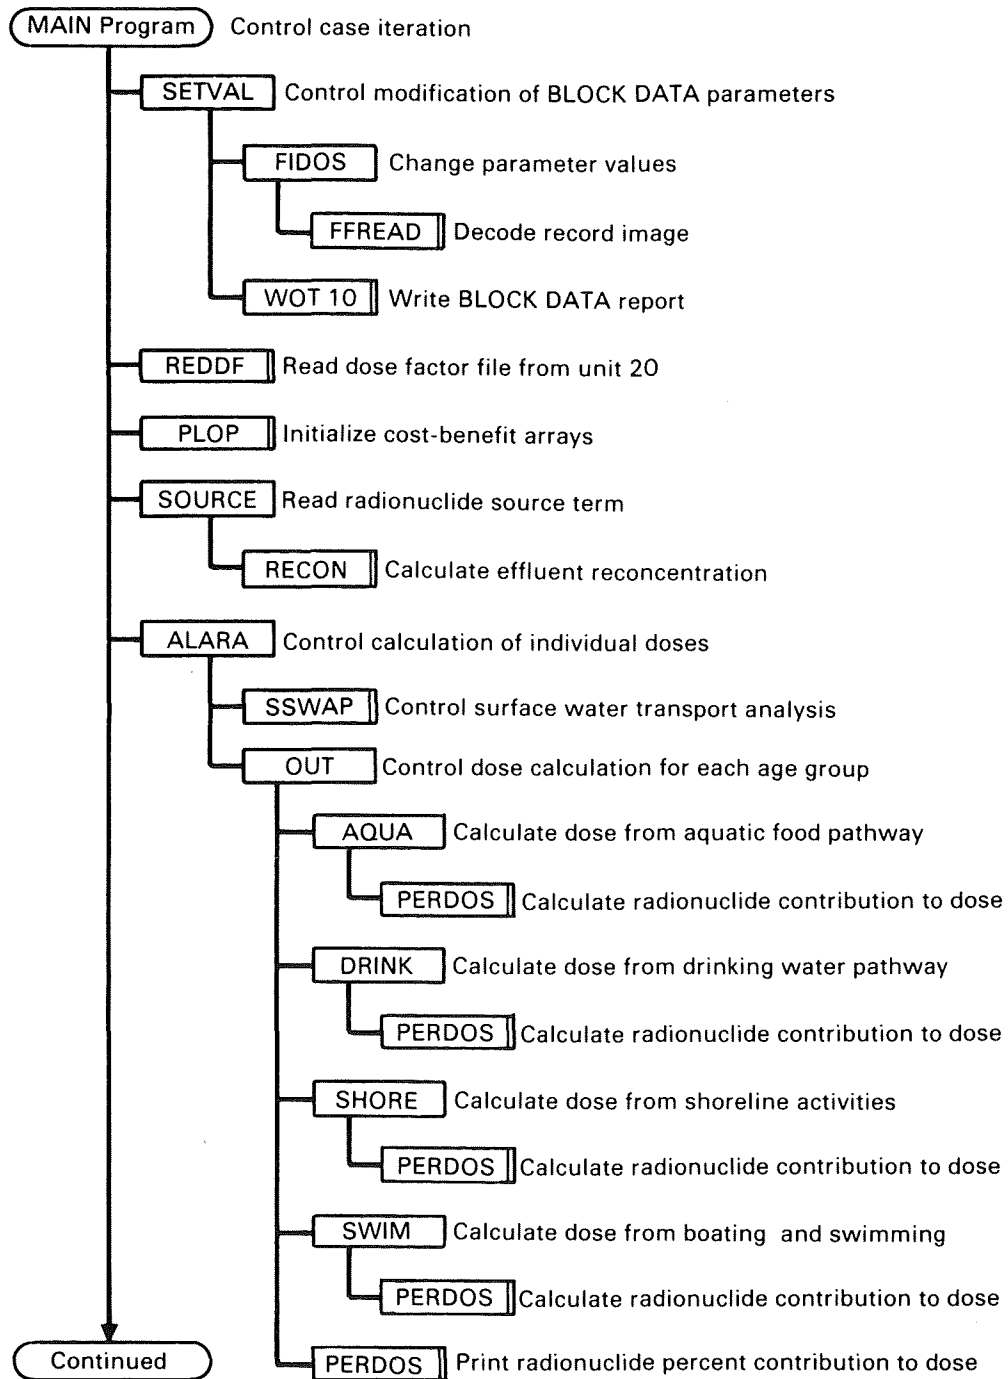 MAIN Program Control case iteration
SETVAL Control modification of BLOCK DATA parameters
FIDOS Change parameter values
FFREAD Decode record image
WOT 10 Write BLOCK DATA report
REDDF Read dose factor file from unit 20
PLOP Initialize cost-benefit arrays
SOURCE Read radionuclide source term
RECON Calculate effluent reconcentration
ALARA Control calculation of individual doses
SSWAP Control surface water transport analysis
OUT Control dose calculation for each age group
AQUA Calculate dose from aquatic food pathway
PERDOS Calculate radionuclide contribution to dose
DRINK Calculate dose from drinking water pathway
PERDOS Calculate radionuclide contribution to dose
SHORE Calculate dose from shoreline activities
PERDOS Calculate radionuclide contribution to dose
SWIM Calculate dose from boating and swimming
PERDOS Calculate radionuclide contribution to dose
Continued PERDOS Print radionuclide percent contribution to dose